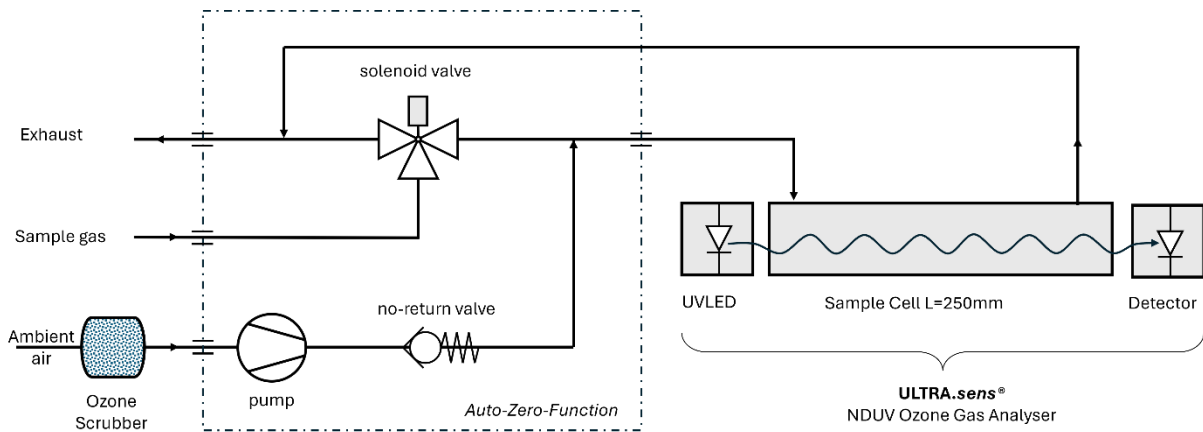 solenoid valve
Exhaust
Sample gas
no-return valve
Ambient
air
Ozone
Scrubber
pump
Auto-Zero-Function
UVLED
Sample Cell L=250mm
Detector
ULTRA.sens®
NDUV Ozone Gas Analyser